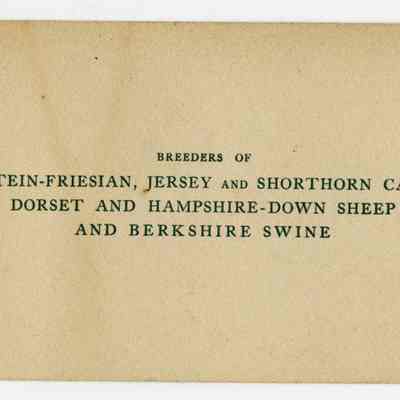 BREEDERS OF
TEIN-FRIESIAN, JERSEY AND SHORTHORN CA
DORSET AND HAMPSHIRE-DOWN SHEEP
AND BERKSHIRE SWINE